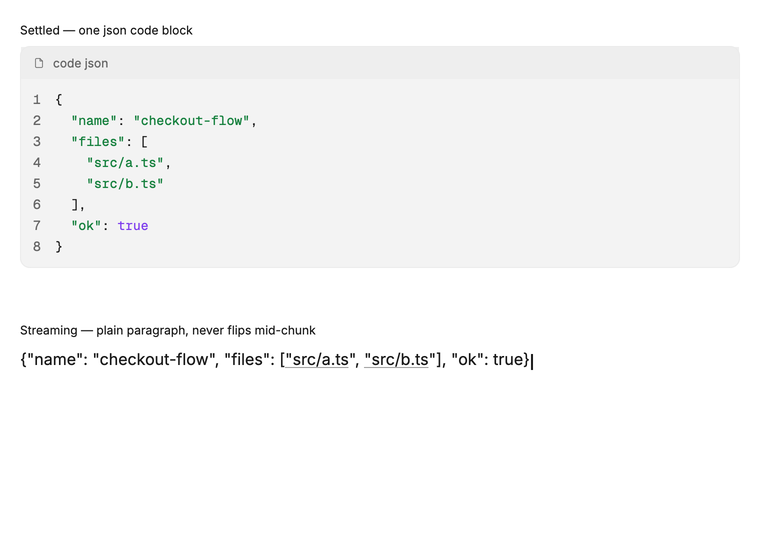 Settled — one json code block
code json
1 {
2 "name": "checkout-flow",
3 "files": [
4 "src/a.ts",
5 "src/b.ts"
6 ],
7 "ok": true
8 }
Streaming — plain paragraph, never flips mid-chunk
{"name": "checkout-flow", "files": ["src/a.ts", "src/b.ts"], "ok": true}